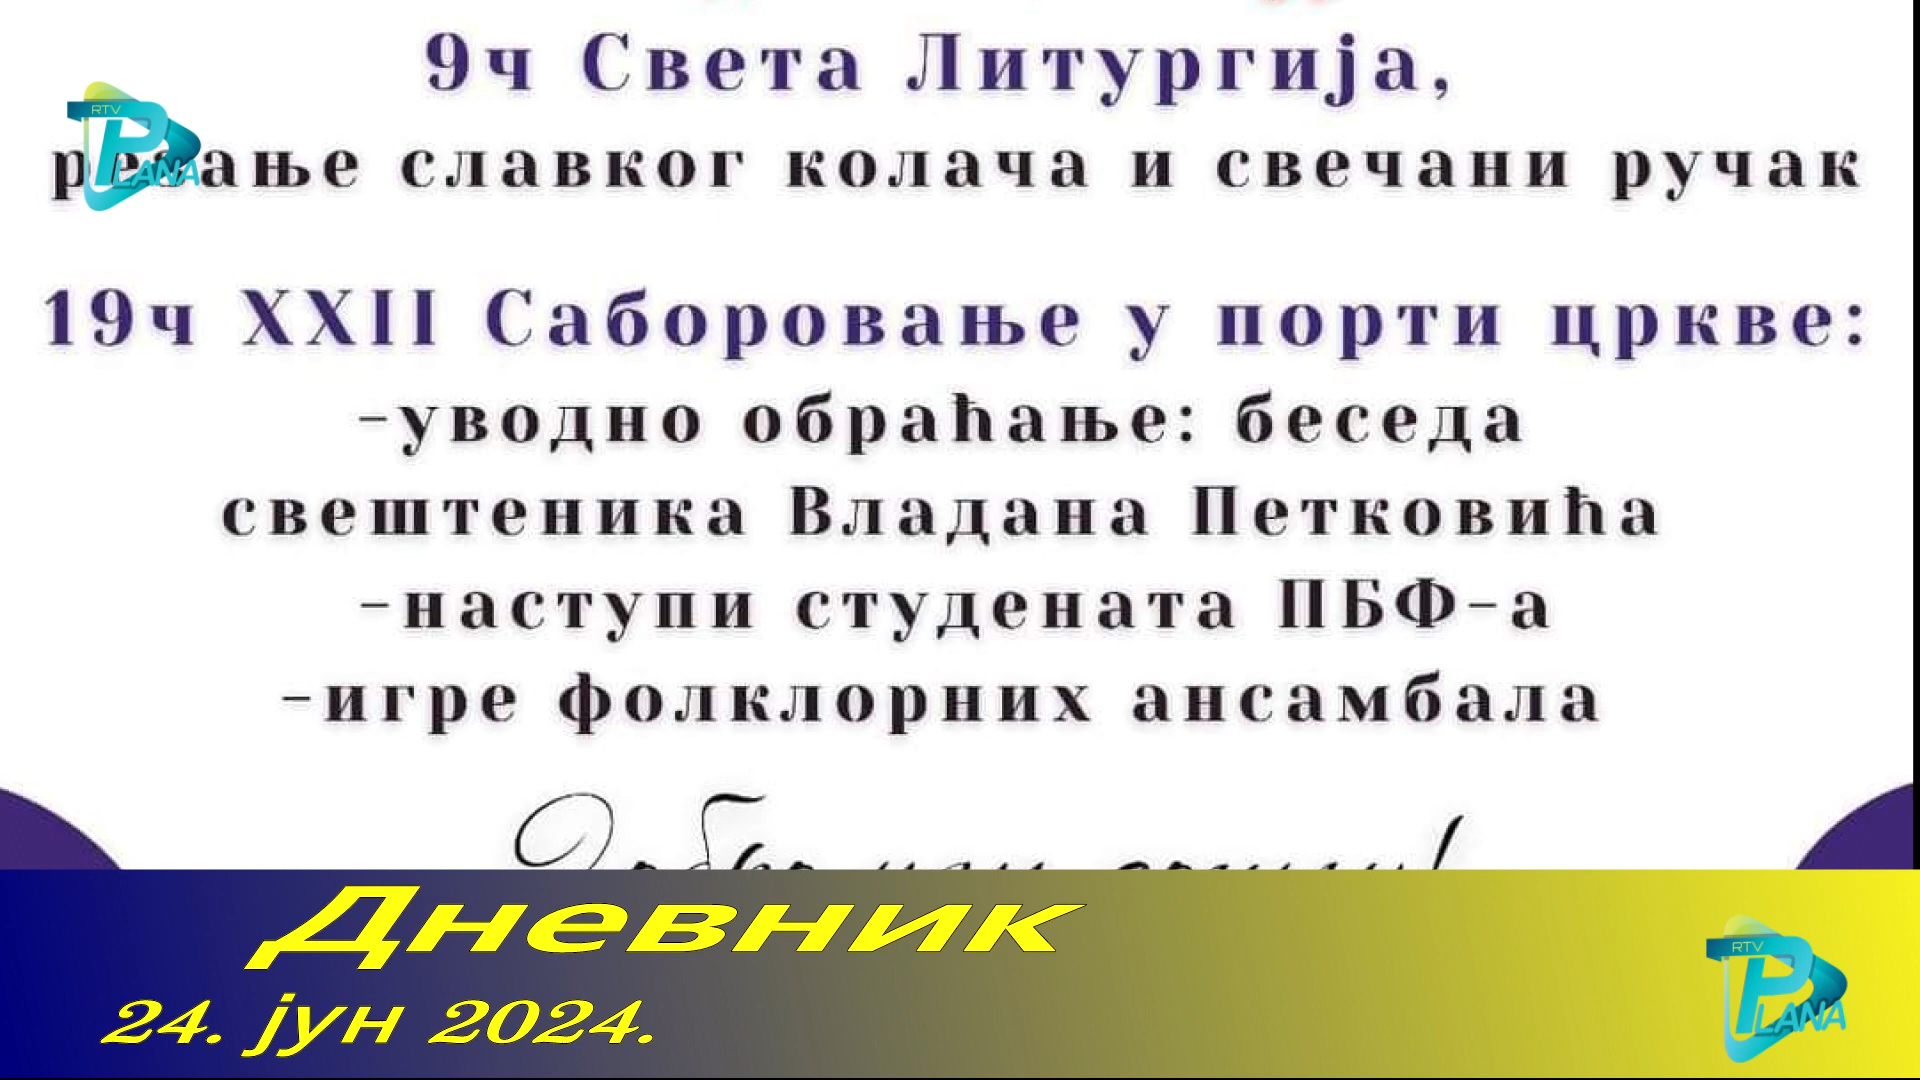 9ч Света Литургија,
RTV
PLANA
славког колача и свечани ручак
19ч XXII Саборовање у порти цркве:
-уводно обраћање: беседа
свештеника Владана Петковића
-наступи студената ПБФ-а
-игре фолклорних ансамбала
Дневник
24. јун 2024.
RTV
PLANA